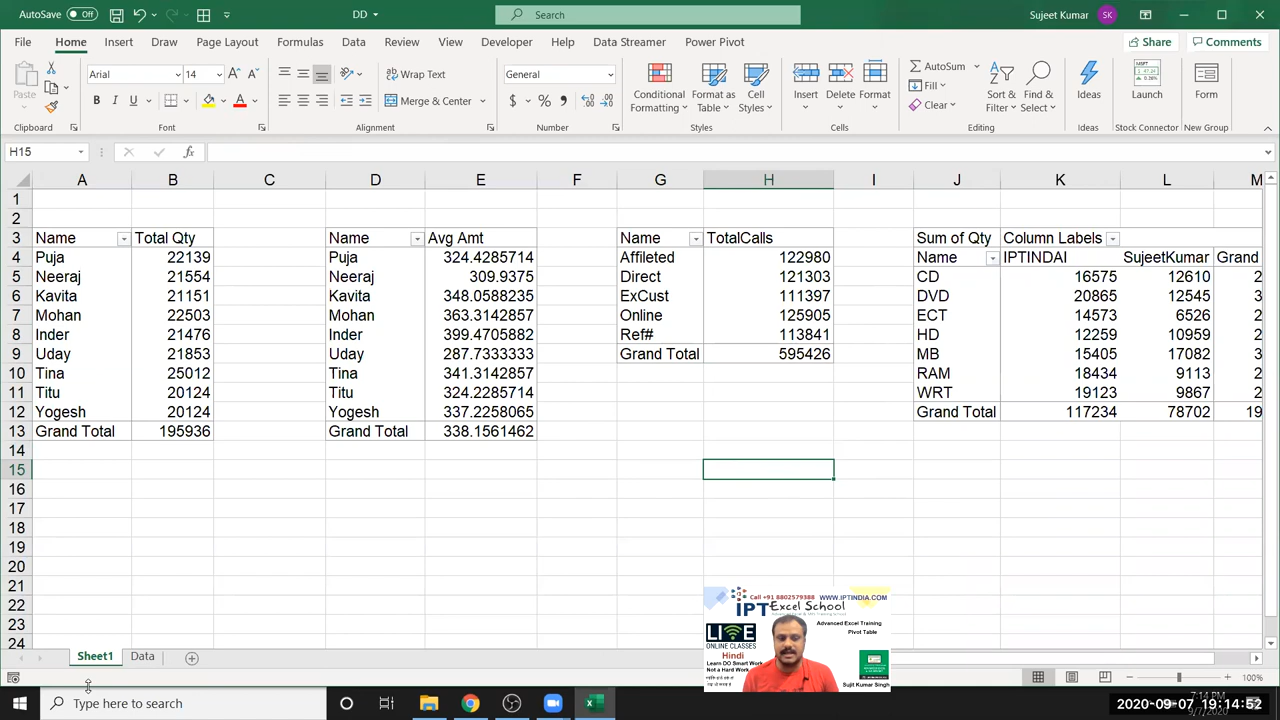 AutoSave Off DD Search Sujeet Kumar SK
File Home Insert Draw Page Layout Formulas Data Review View Developer Help Data Streamer Power Pivot Share Comments
Paste Arial 14 Wrap Text General Conditional Formatting Format as Table Cell Styles Insert Delete Format AutoSum Sort & Filter Find & Select Ideas Launch Form
B I U Merge & Center $ % Fill Clear
Clipboard Font Alignment Number Styles Cells Editing Ideas Stock Connector New Group
H15 fx
A B C D E F G H I J K L M
1
2
3 Name Total Qty Name Avg Amt Name TotalCalls Sum of Qty Column Labels
4 Puja 22139 Puja 324.4285714 Affileted 122980 Name IPTINDAI SujeetKumar Grand
5 Neeraj 21554 Neeraj 309.9375 Direct 121303 CD 16575 12610 2
6 Kavita 21151 Kavita 348.0588235 ExCust 111397 DVD 20865 12545 3
7 Mohan 22503 Mohan 363.3142857 Online 125905 ECT 14573 6526 2
8 Inder 21476 Inder 399.4705882 Ref# 113841 HD 12259 10959 2
9 Uday 21853 Uday 287.7333333 Grand Total 595426 MB 15405 17082 3
10 Tina 25012 Tina 341.3142857 RAM 18434 9113 2
11 Titu 20124 Titu 324.2285714 WRT 19123 9867 2
12 Yogesh 20124 Yogesh 337.2258065 Grand Total 117234 78702 19
13 Grand Total 195936 Grand Total 338.1561462
14
15
16
17
18
19
20
21
22
23
24
Call +91 8802579388 WWW.IPTINDIA.COM
IPT Excel School
LIVE
ONLINE CLASSES
Hindi
Learn DO Smart Work
Not a Hard Work
Advanced Excel Training
Pivot Table
Sujit Kumar Singh
Sheet1 Data
100%
Type here to search
7:14 PM
2020-09-07 19:14:52
9/7/2020